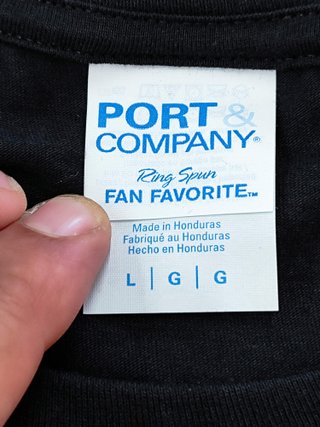 PORT &
COMPANY®
Ring Spun
FAN FAVORITE™
Made in Honduras
Fabriqué au Honduras
Hecho en Honduras
L | G | G